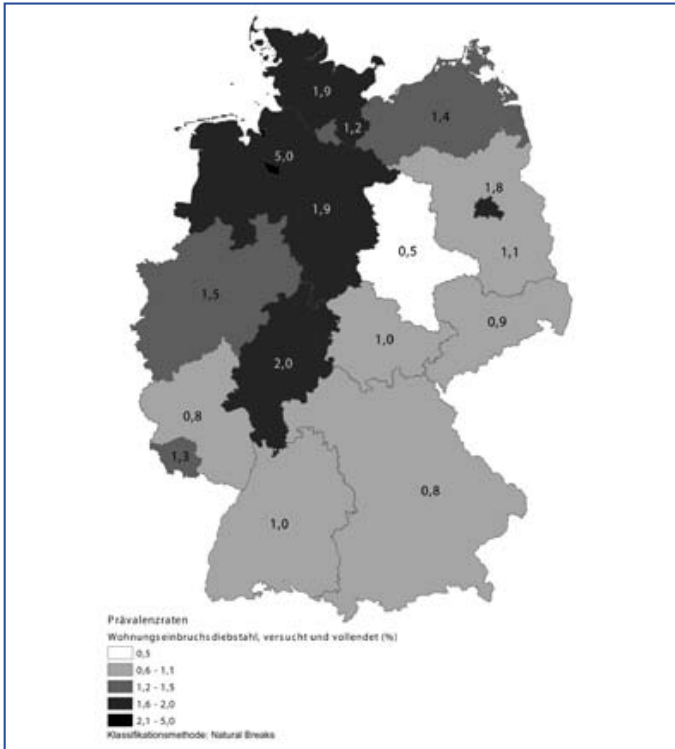 1,9
1,2
1,4
5,0
1,8
1,9
0,5
1,1
1,5
0,9
1,0
2,0
0,8
1,3
0,8
1,0
Prävalenzraten
Wohnungseinbruchsdiebstahl, versucht und vollendet (%)
0,5
0,6 - 1,1
1,2 - 1,5
1,6 - 2,0
2,1 - 5,0
Klassifikationsmethode: Natural Breaks